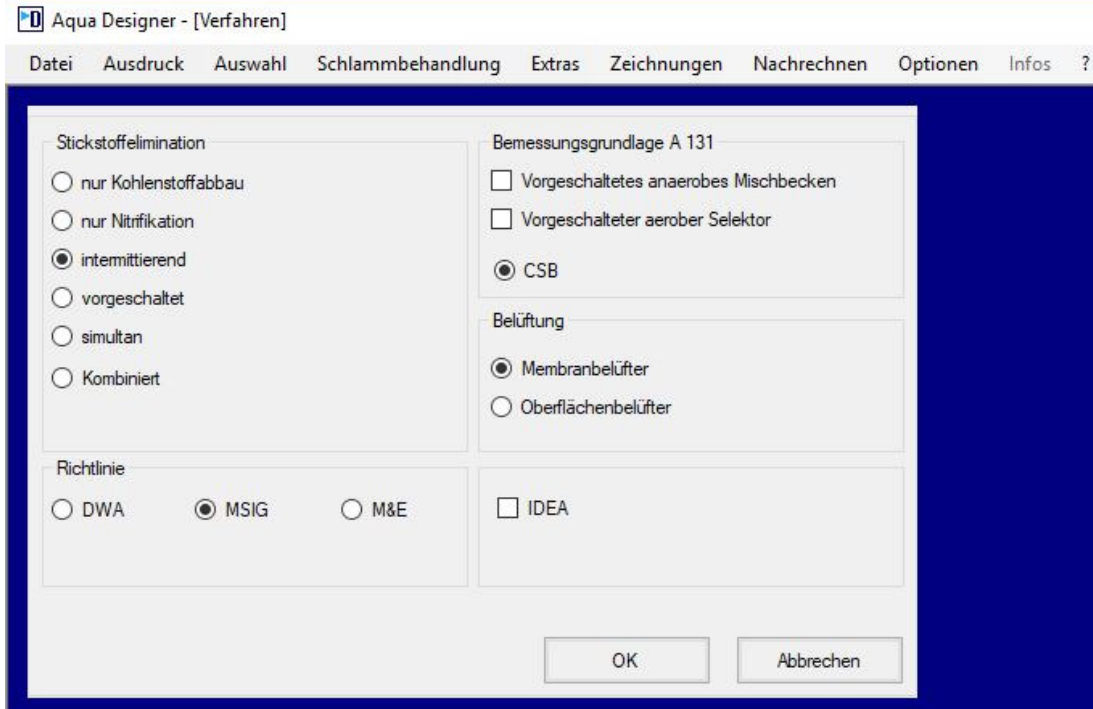 Aqua Designer - [Verfahren]
Datei Ausdruck Auswahl Schlammbehandlung Extras Zeichnungen Nachrechnen Optionen Infos ?
Stickstoffelimination
nur Kohlenstoffabbau
nur Nitrifikation
intermittierend
vorgeschaltet
simultan
Kombiniert
Bemessungsgrundlage A 131
Vorgeschaltetes anaerobes Mischbecken
Vorgeschalteter aerober Selektor
CSB
Belüftung
Membranbelüfter
Oberflächenbelüfter
Richtlinie
DWA MSIG M&E
IDEA
OK Abbrechen